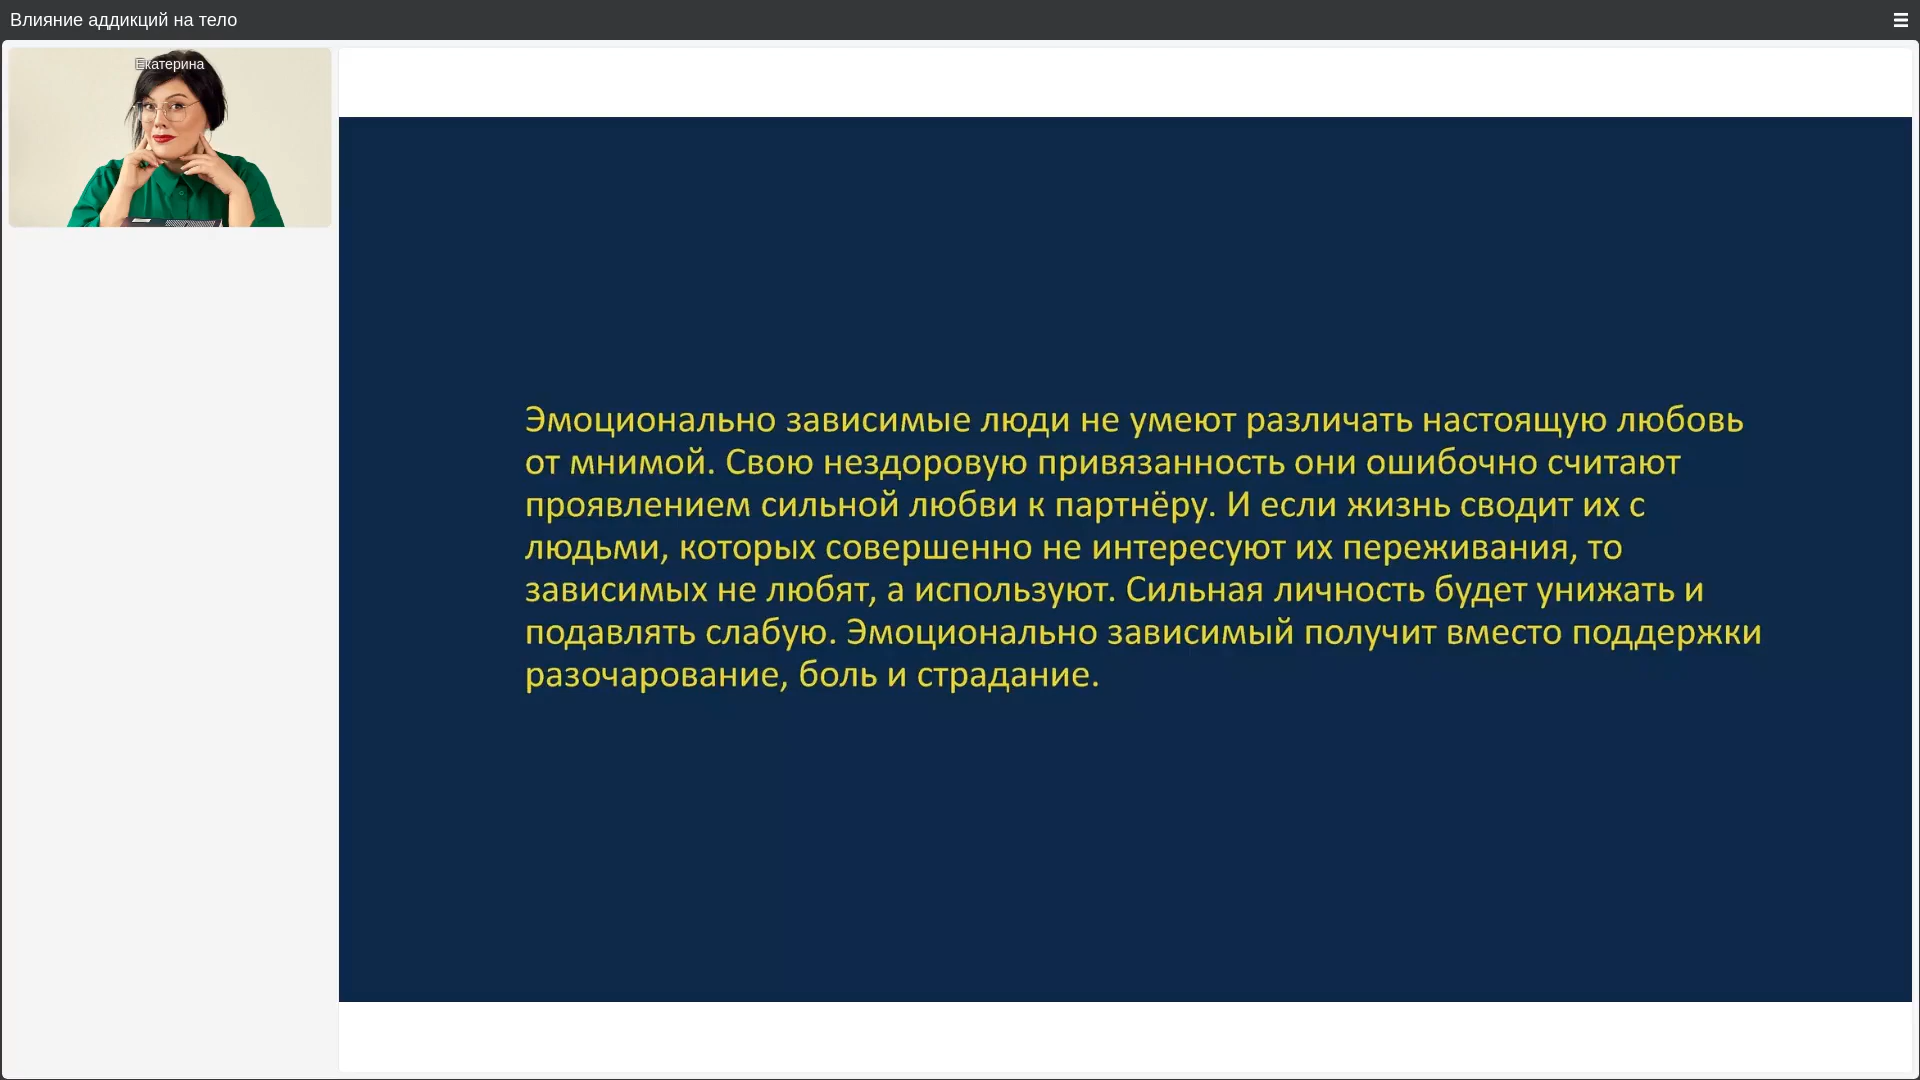 Влияние аддикций на тело
Екатерина
Эмоционально зависимые люди не умеют различать настоящую любовь
от мнимой. Свою нездоровую привязанность они ошибочно считают
проявлением сильной любви к партнёру. И если жизнь сводит их с
людьми, которых совершенно не интересуют их переживания, то
зависимых не любят, а используют. Сильная личность будет унижать и
подавлять слабую. Эмоционально зависимый получит вместо поддержки
разочарование, боль и страдание.